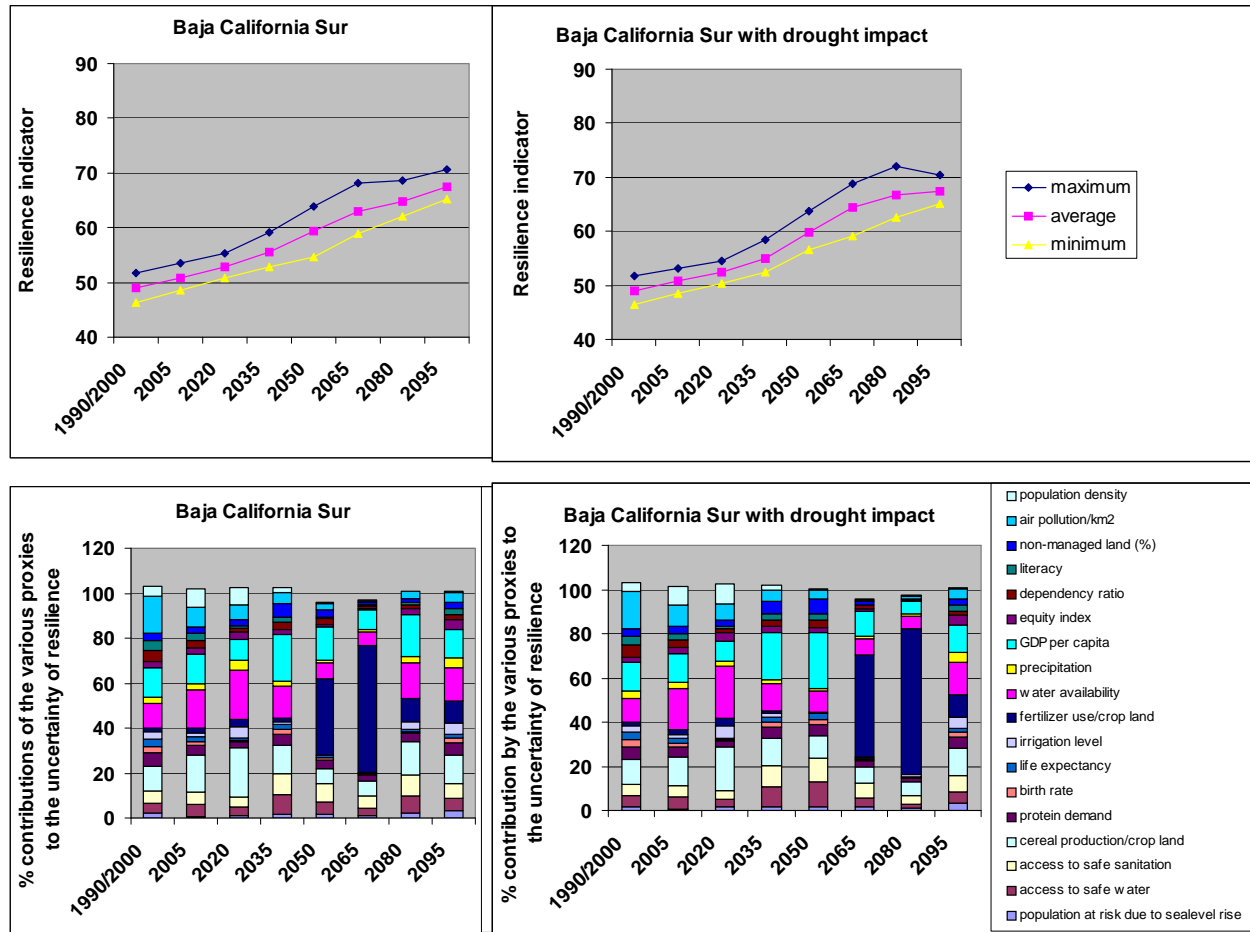 Baja California Sur
Resilience indicator
90
80
70
60
50
40
1990/2000
2005
2020
2035
2050
2065
2080
2095
Baja California Sur with drought impact
Resilience indicator
90
80
70
60
50
40
1990/2000
2005
2020
2035
2050
2065
2080
2095
maximum
average
minimum
Baja California Sur
% contributions of the various proxies
to the uncertainty of resilience
120
100
80
60
40
20
0
1990/2000
2005
2020
2035
2050
2065
2080
2095
Baja California Sur with drought impact
% contribution by the various proxies to
the uncertainty of resilience
120
100
80
60
40
20
0
1990/2000
2005
2020
2035
2050
2065
2080
2095
population density
air pollution/km2
non-managed land (%)
literacy
dependency ratio
equity index
GDP per capita
precipitation
water availability
fertilizer use/crop land
irrigation level
life expectancy
birth rate
protein demand
cereal production/crop land
access to safe sanitation
access to safe water
population at risk due to sealevel rise